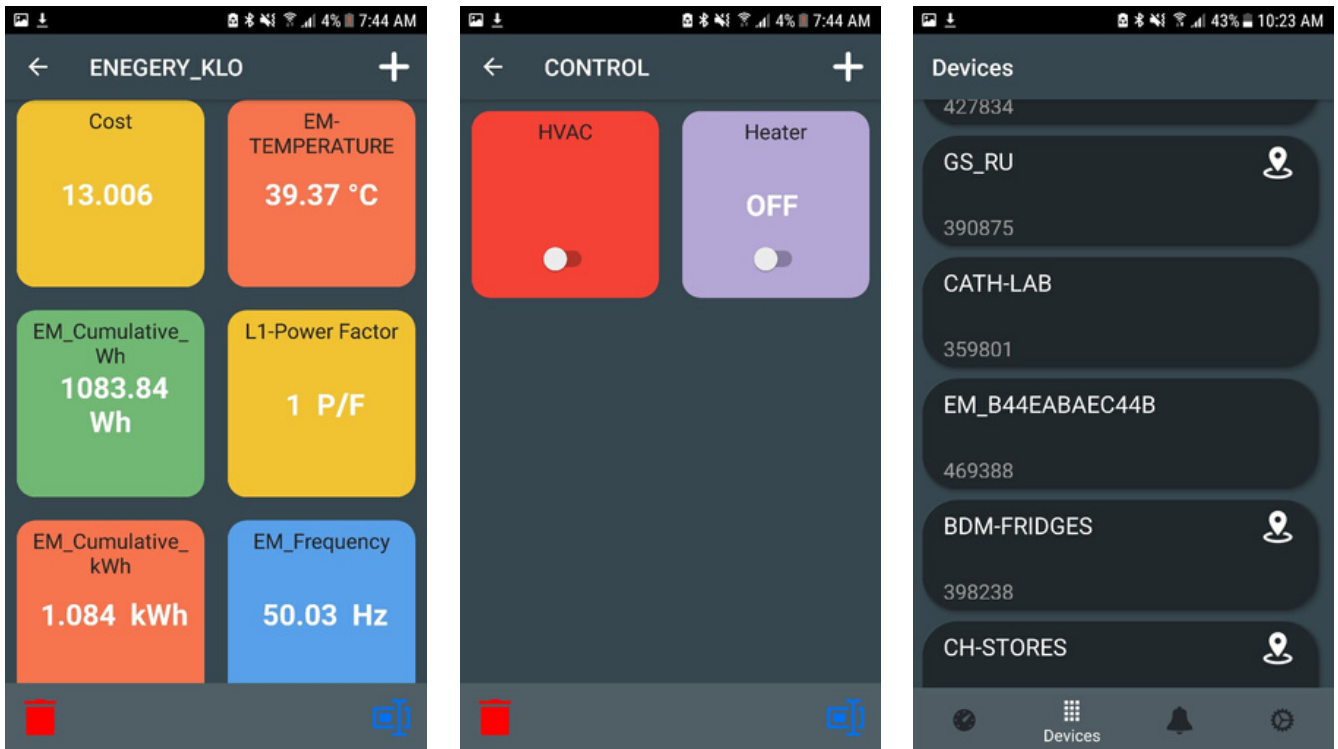 4% 7:44 AM
ENEGERY_KLO
Cost
13.006
EM-
TEMPERATURE
39.37 °C
EM_Cumulative_
Wh
1083.84
Wh
L1-Power Factor
1 P/F
EM_Cumulative_
kWh
1.084 kWh
EM_Frequency
50.03 Hz
4% 7:44 AM
CONTROL
HVAC
Heater
OFF
43% 10:23 AM
Devices
427834
GS_RU
390875
CATH-LAB
359801
EM_B44EABAEC44B
469388
BDM-FRIDGES
398238
CH-STORES
Devices